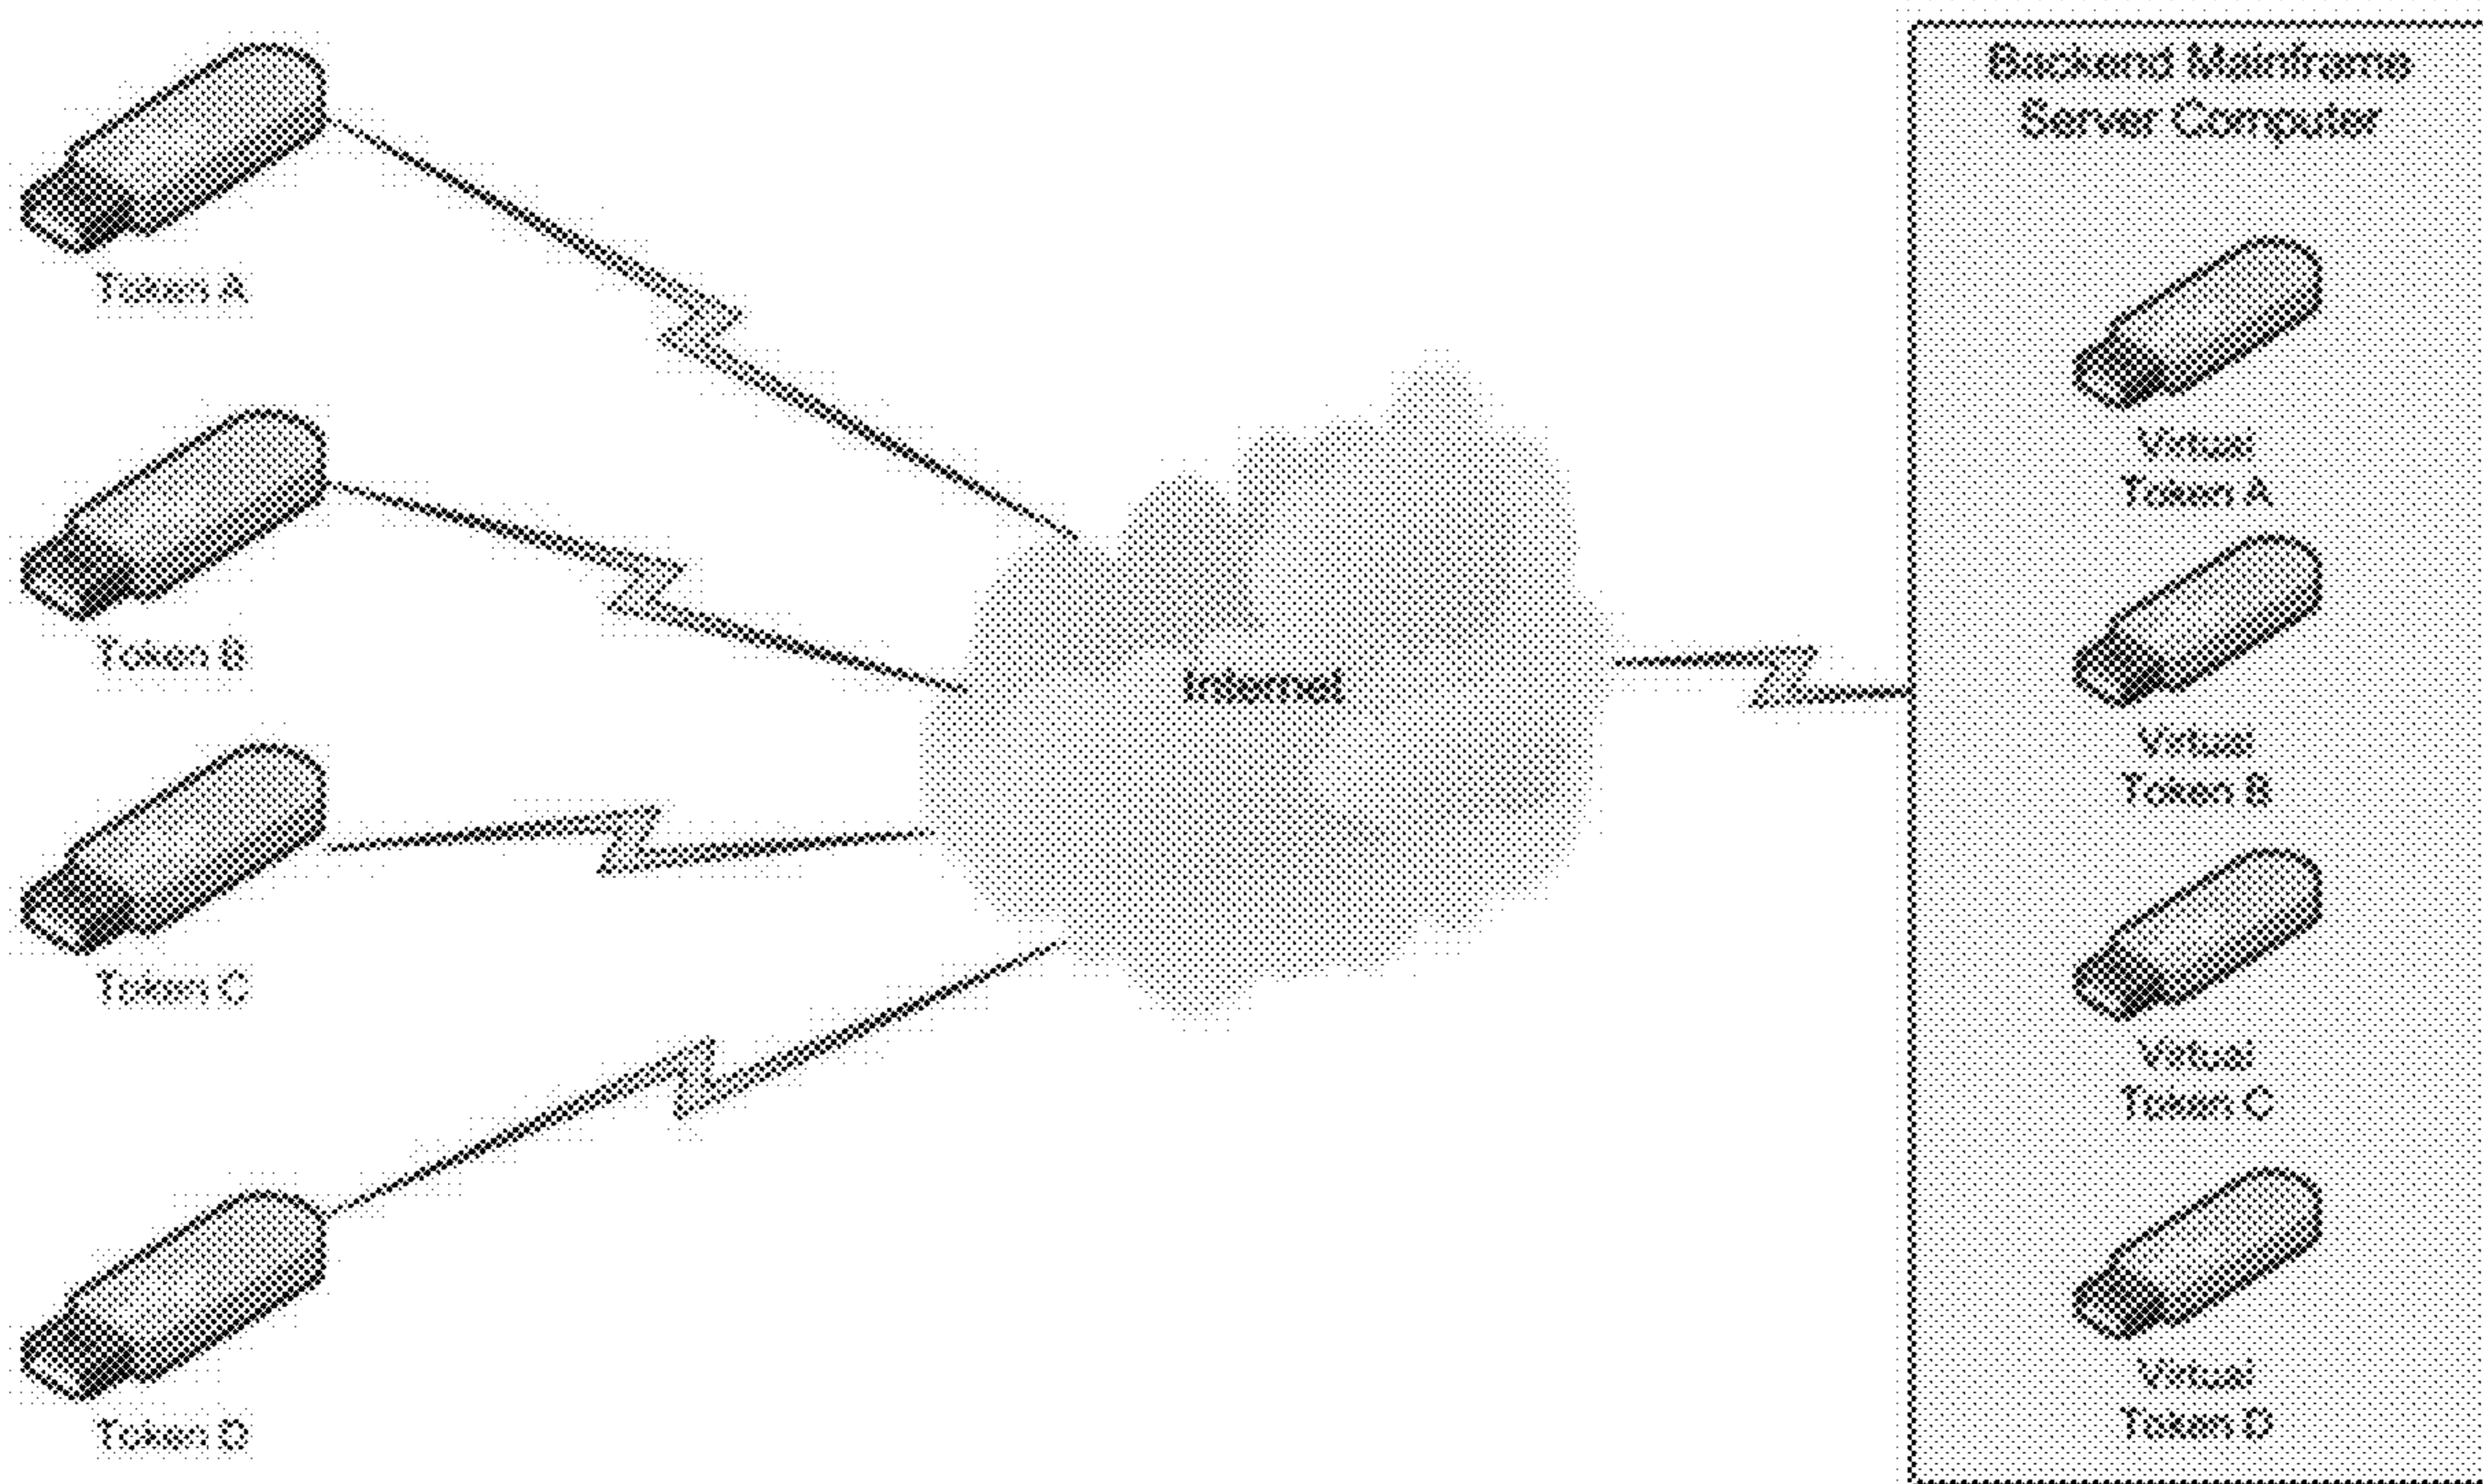 Backend Mainframe
Server Computer
Token A
Token B
Token C
Token D
Internet
Virtual
Token A
Virtual
Token B
Virtual
Token C
Virtual
Token D